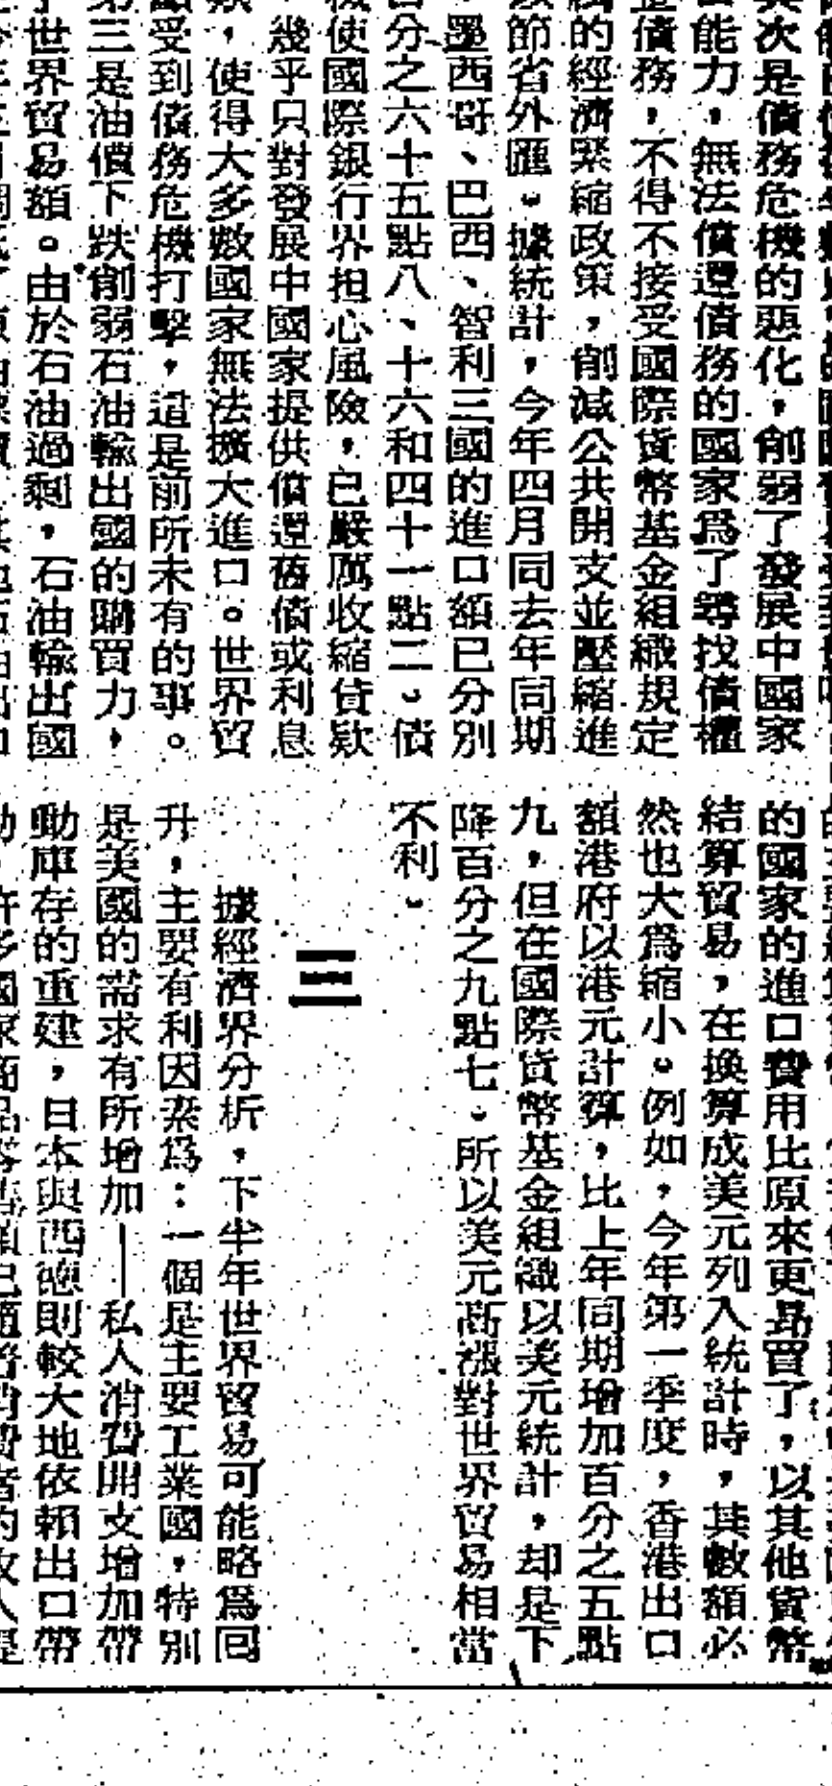 其次是債務危機的惡化，削弱了發展中國家
能力，無法償還債務的國家爲了尋找債權
債務，不得不接受國際貨幣基金組織規定
的經濟緊縮政策，削減公共開支並壓縮進
節省外匯。據統計，今年四月同去年同期
墨西哥、巴西、智利三國的進口額已分別
百分之六十五點八、十六和四十一點二。債
機使國際銀行界担心風險，已嚴厲收縮貸款
幾乎只對發展中國家提供償還舊債或利息
，使得大多數國家無法擴大進口。世界貿
受到債務危機打擊，這是前所未有的事。
第三是油價下跌削弱石油輸出國的購買力，
世界貿易額。由於石油過剩，石油輸出國
的國家的進口費用比原來更昂貴了，以其他貨幣
結算貿易，在換算成美元列入統計時，其數額必
然也大爲縮小。例如，今年第一季度，香港出口
額港府以港元計算，比上年同期增加百分之五點
九，但在國際貨幣基金組織以美元統計，却是下
降百分之九點七。所以美元高漲對世界貿易相當
不利。
三
據經濟界分析，下半年世界貿易可能略爲回
升，主要有利因素爲：一個是主要工業國，特別
是美國的需求有所增加——私人消費開支增加帶
動庫存的重建，日本與西德則較大地依賴出口帶